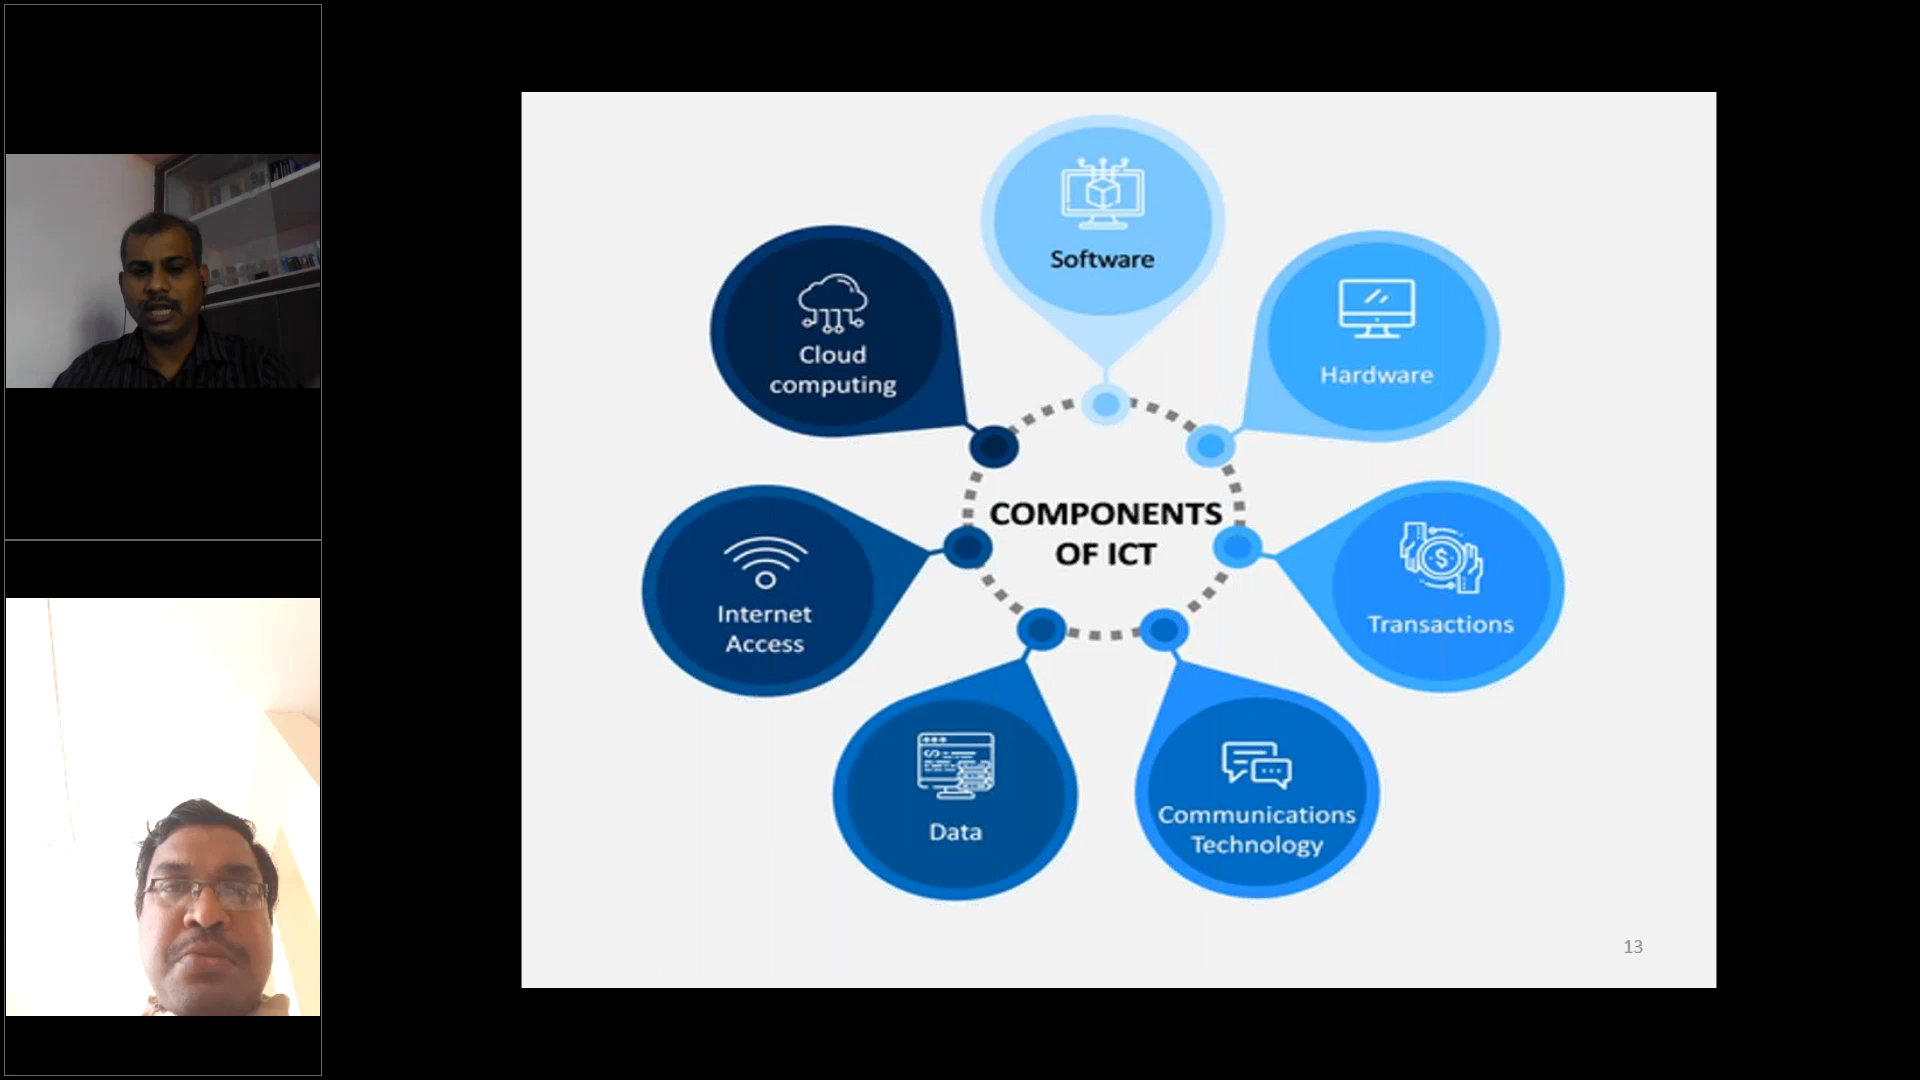 Software
Cloud
computing
Hardware
COMPONENTS
OF ICT
Internet
Access
Transactions
Data
Communications
Technology
13